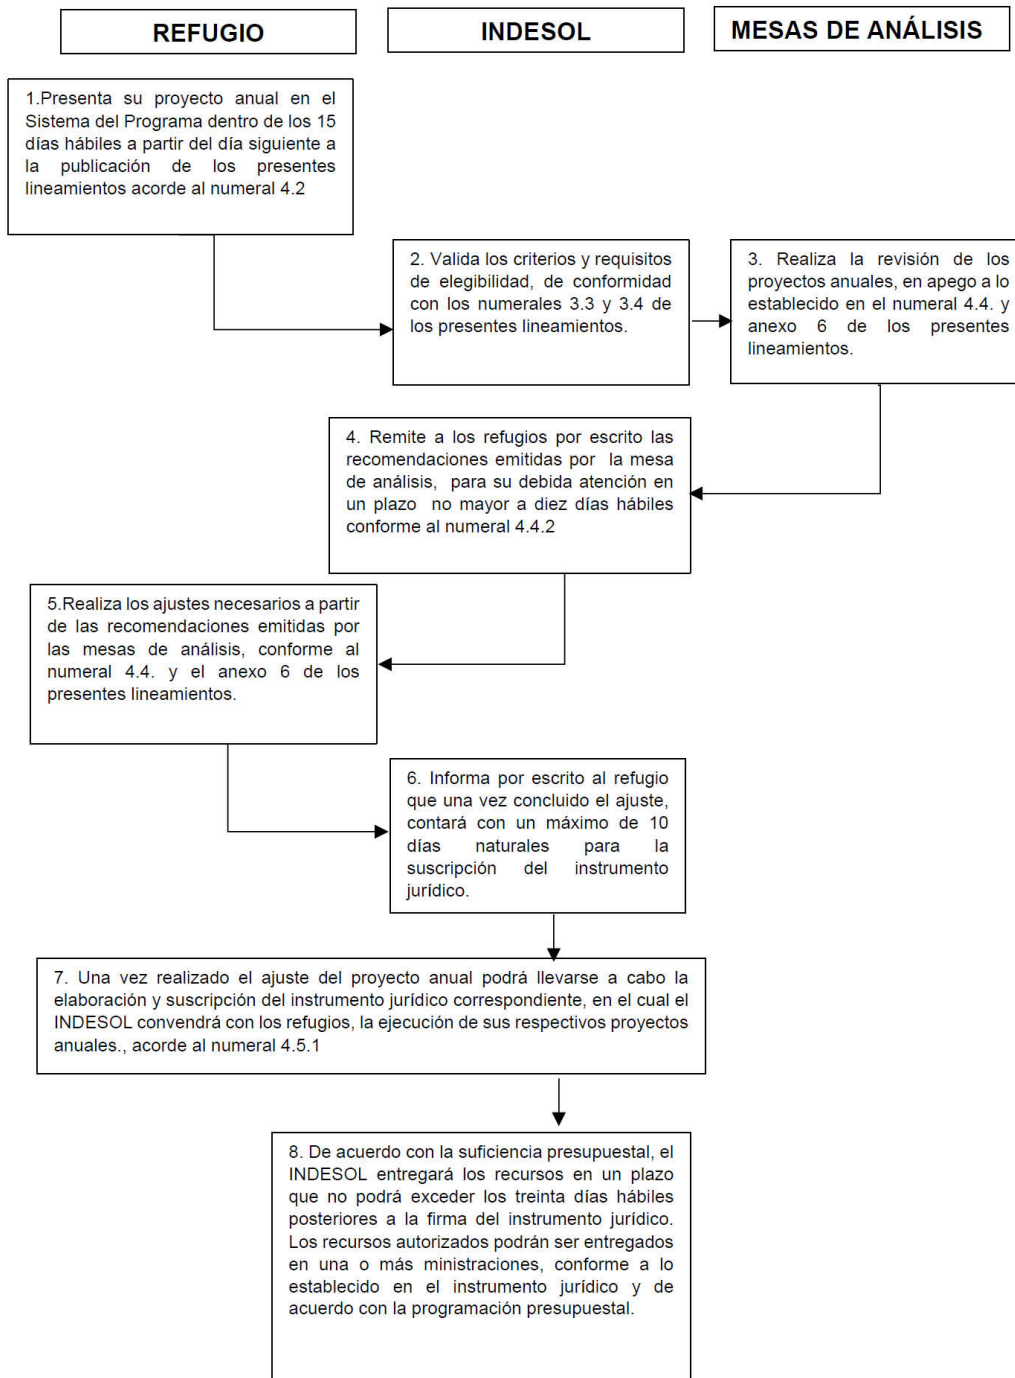 REFUGIO
INDESOL
MESAS DE ANÁLISIS
1.Presenta su proyecto anual en el
Sistema del Programa dentro de los 15
días hábiles a partir del día siguiente a
la publicación de los presentes
lineamientos acorde al numeral 4.2
2. Valida los criterios y requisitos
de elegibilidad, de conformidad
con los numerales 3.3 y 3.4 de
los presentes lineamientos.
3. Realiza la revisión de los
proyectos anuales, en apego a lo
establecido en el numeral 4.4. y
anexo 6 de los presentes
lineamientos.
4. Remite a los refugios por escrito las
recomendaciones emitidas por la mesa
de análisis, para su debida atención en
un plazo no mayor a diez días hábiles
conforme al numeral 4.4.2
5.Realiza los ajustes necesarios a partir
de las recomendaciones emitidas por
las mesas de análisis, conforme al
numeral 4.4. y el anexo 6 de los
presentes lineamientos.
6. Informa por escrito al refugio
que una vez concluido el ajuste,
contará con un máximo de 10
días naturales para la
suscripción del instrumento
jurídico.
7. Una vez realizado el ajuste del proyecto anual podrá llevarse a cabo la
elaboración y suscripción del instrumento jurídico correspondiente, en el cual el
INDESOL convendrá con los refugios, la ejecución de sus respectivos proyectos
anuales., acorde al numeral 4.5.1
8. De acuerdo con la suficiencia presupuestal, el
INDESOL entregará los recursos en un plazo
que no podrá exceder los treinta días hábiles
posteriores a la firma del instrumento jurídico.
Los recursos autorizados podrán ser entregados
en una o más ministraciones, conforme a lo
establecido en el instrumento jurídico y de
acuerdo con la programación presupuestal.